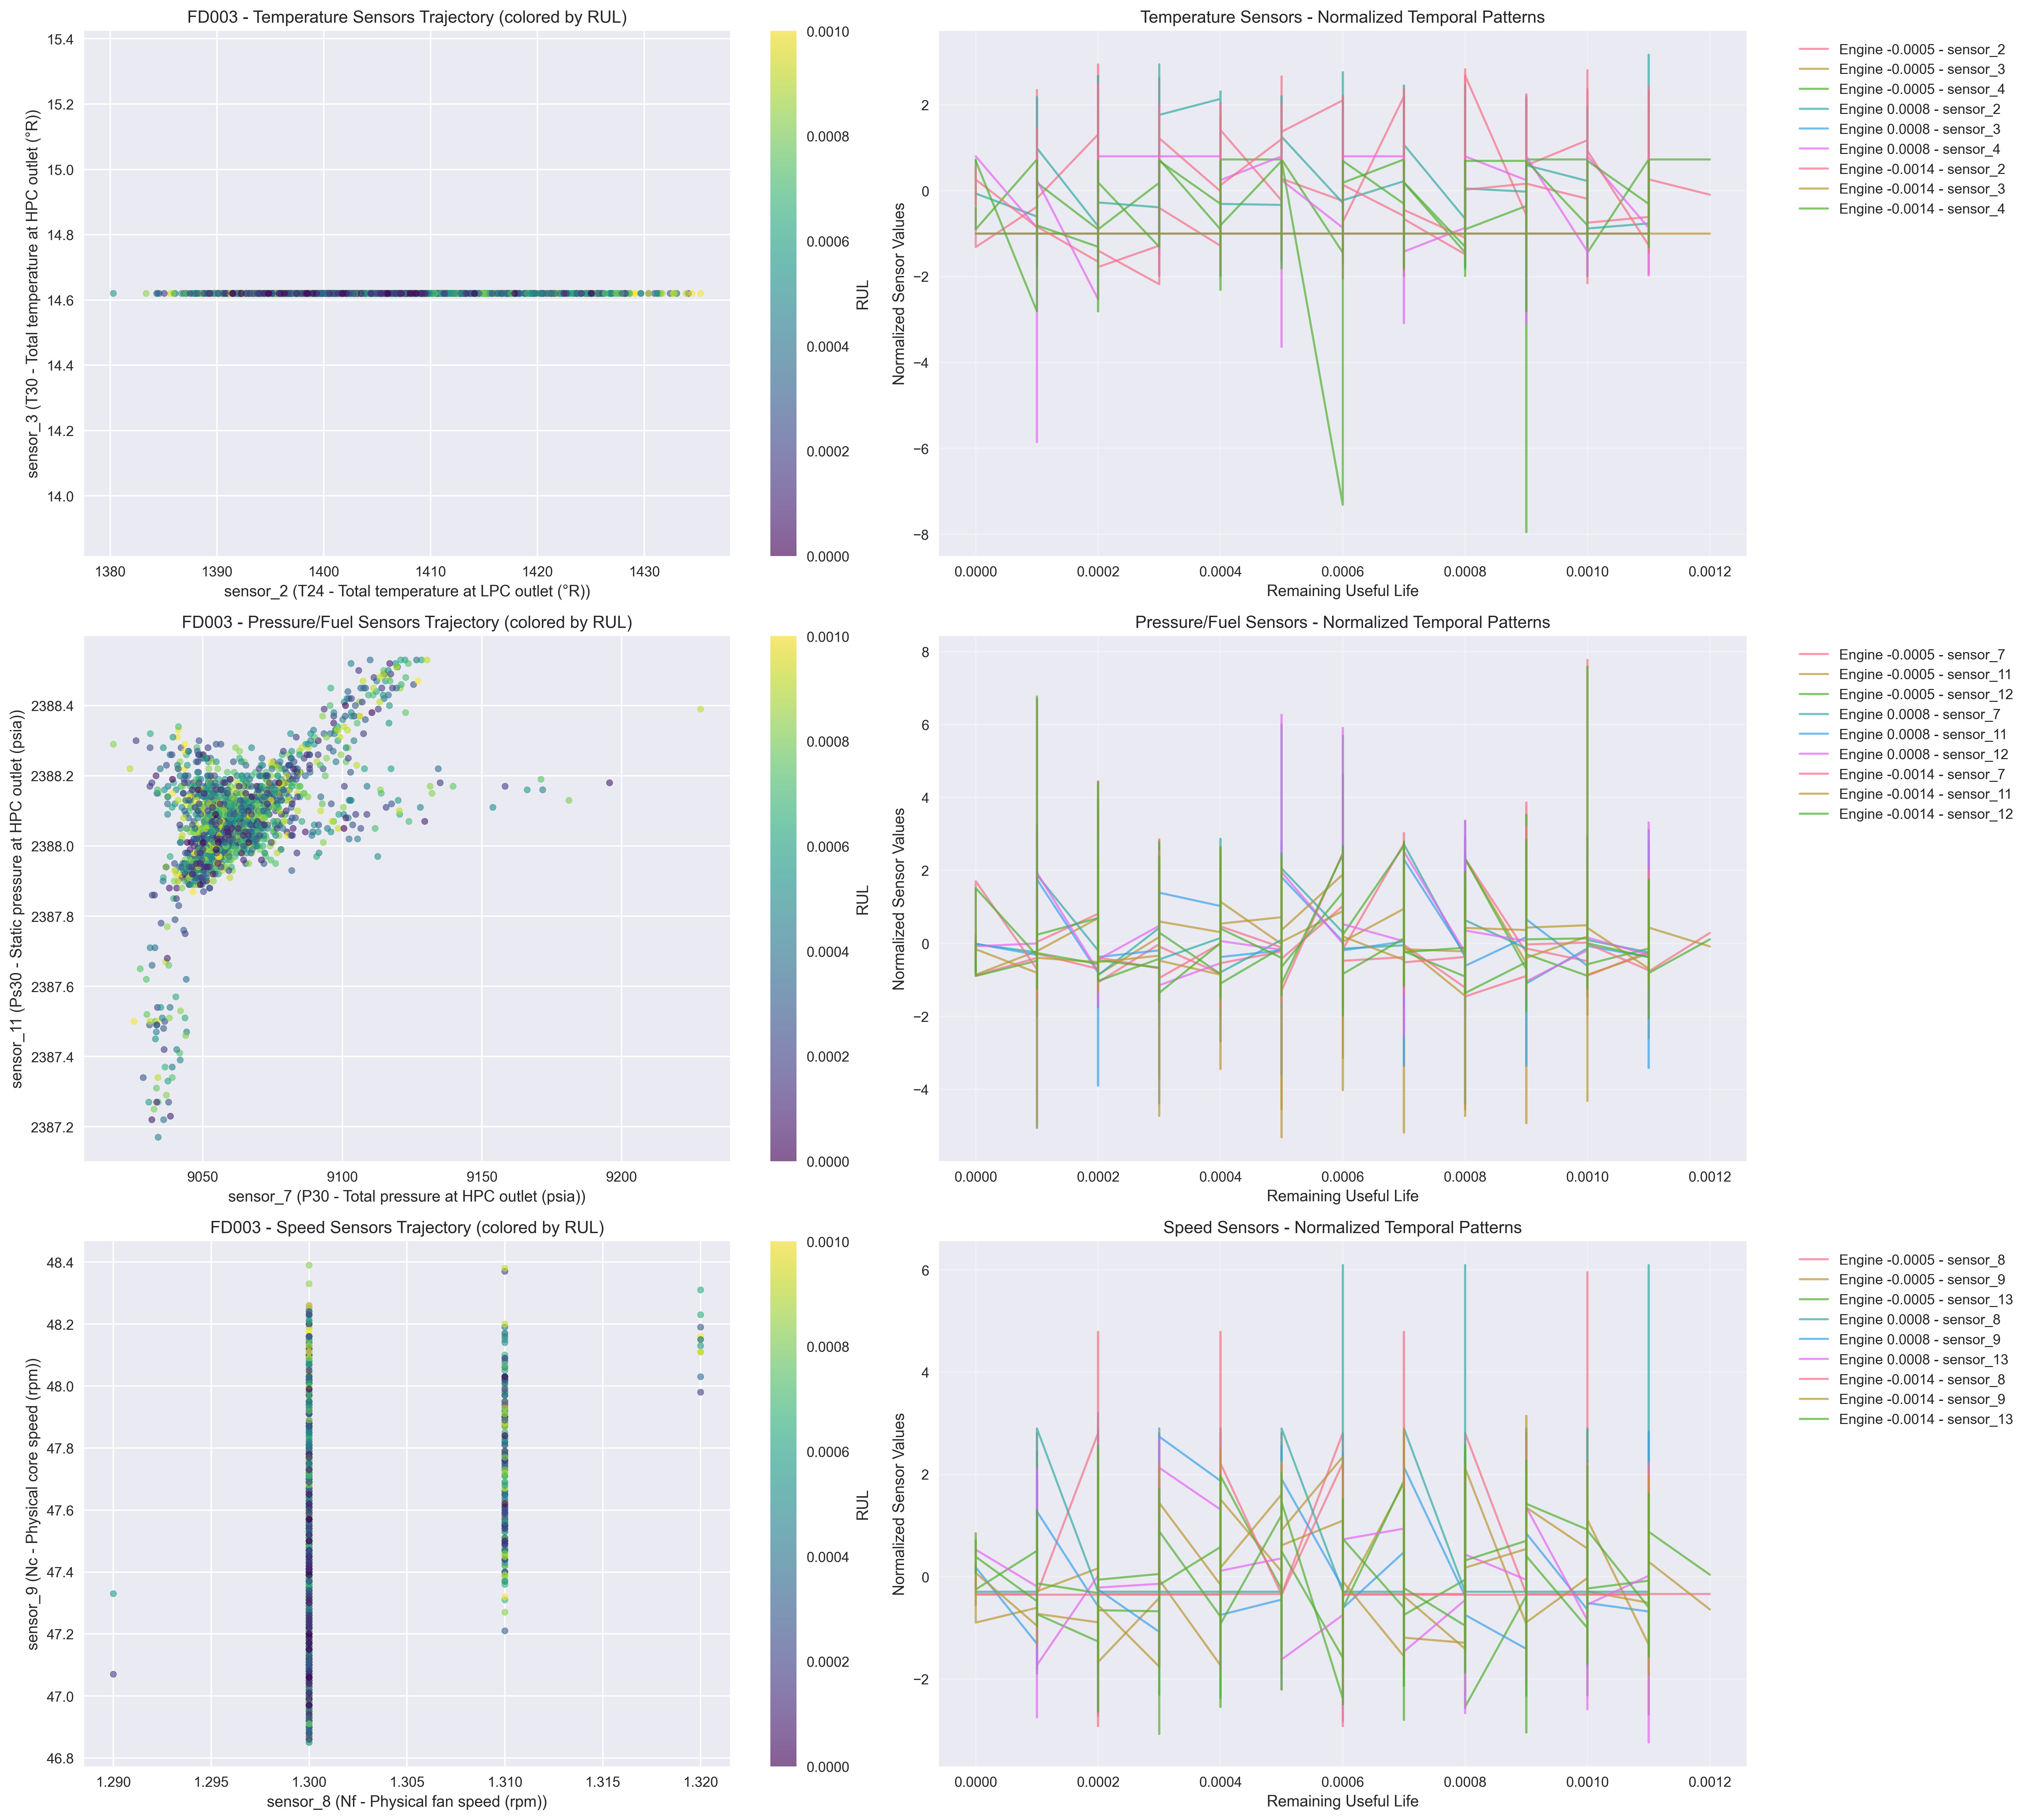 FD003 - Temperature Sensors Trajectory (colored by RUL)
sensor_3 (T30 - Total temperature at HPC outlet (°R))
15.4
15.2
15.0
14.8
14.6
14.4
14.2
14.0
1380 1390 1400 1410 1420 1430
sensor_2 (T24 - Total temperature at LPC outlet (°R))
0.0010
0.0008
0.0006
0.0004
0.0002
0.0000
RUL
Temperature Sensors - Normalized Temporal Patterns
Normalized Sensor Values
2
0
−2
−4
−6
−8
0.0000 0.0002 0.0004 0.0006 0.0008 0.0010 0.0012
Remaining Useful Life
Engine -0.0005 - sensor_2
Engine -0.0005 - sensor_3
Engine -0.0005 - sensor_4
Engine 0.0008 - sensor_2
Engine 0.0008 - sensor_3
Engine 0.0008 - sensor_4
Engine -0.0014 - sensor_2
Engine -0.0014 - sensor_3
Engine -0.0014 - sensor_4
FD003 - Pressure/Fuel Sensors Trajectory (colored by RUL)
sensor_11 (Ps30 - Static pressure at HPC outlet (psia))
2388.4
2388.2
2388.0
2387.8
2387.6
2387.4
2387.2
9050 9100 9150 9200
sensor_7 (P30 - Total pressure at HPC outlet (psia))
0.0010
0.0008
0.0006
0.0004
0.0002
0.0000
RUL
Pressure/Fuel Sensors - Normalized Temporal Patterns
Normalized Sensor Values
8
6
4
2
0
−2
−4
0.0000 0.0002 0.0004 0.0006 0.0008 0.0010 0.0012
Remaining Useful Life
Engine -0.0005 - sensor_7
Engine -0.0005 - sensor_11
Engine -0.0005 - sensor_12
Engine 0.0008 - sensor_7
Engine 0.0008 - sensor_11
Engine 0.0008 - sensor_12
Engine -0.0014 - sensor_7
Engine -0.0014 - sensor_11
Engine -0.0014 - sensor_12
FD003 - Speed Sensors Trajectory (colored by RUL)
sensor_9 (Nc - Physical core speed (rpm))
48.4
48.2
48.0
47.8
47.6
47.4
47.2
47.0
46.8
1.290 1.295 1.300 1.305 1.310 1.315 1.320
sensor_8 (Nf - Physical fan speed (rpm))
0.0010
0.0008
0.0006
0.0004
0.0002
0.0000
RUL
Speed Sensors - Normalized Temporal Patterns
Normalized Sensor Values
6
4
2
0
−2
0.0000 0.0002 0.0004 0.0006 0.0008 0.0010 0.0012
Remaining Useful Life
Engine -0.0005 - sensor_8
Engine -0.0005 - sensor_9
Engine -0.0005 - sensor_13
Engine 0.0008 - sensor_8
Engine 0.0008 - sensor_9
Engine 0.0008 - sensor_13
Engine -0.0014 - sensor_8
Engine -0.0014 - sensor_9
Engine -0.0014 - sensor_13